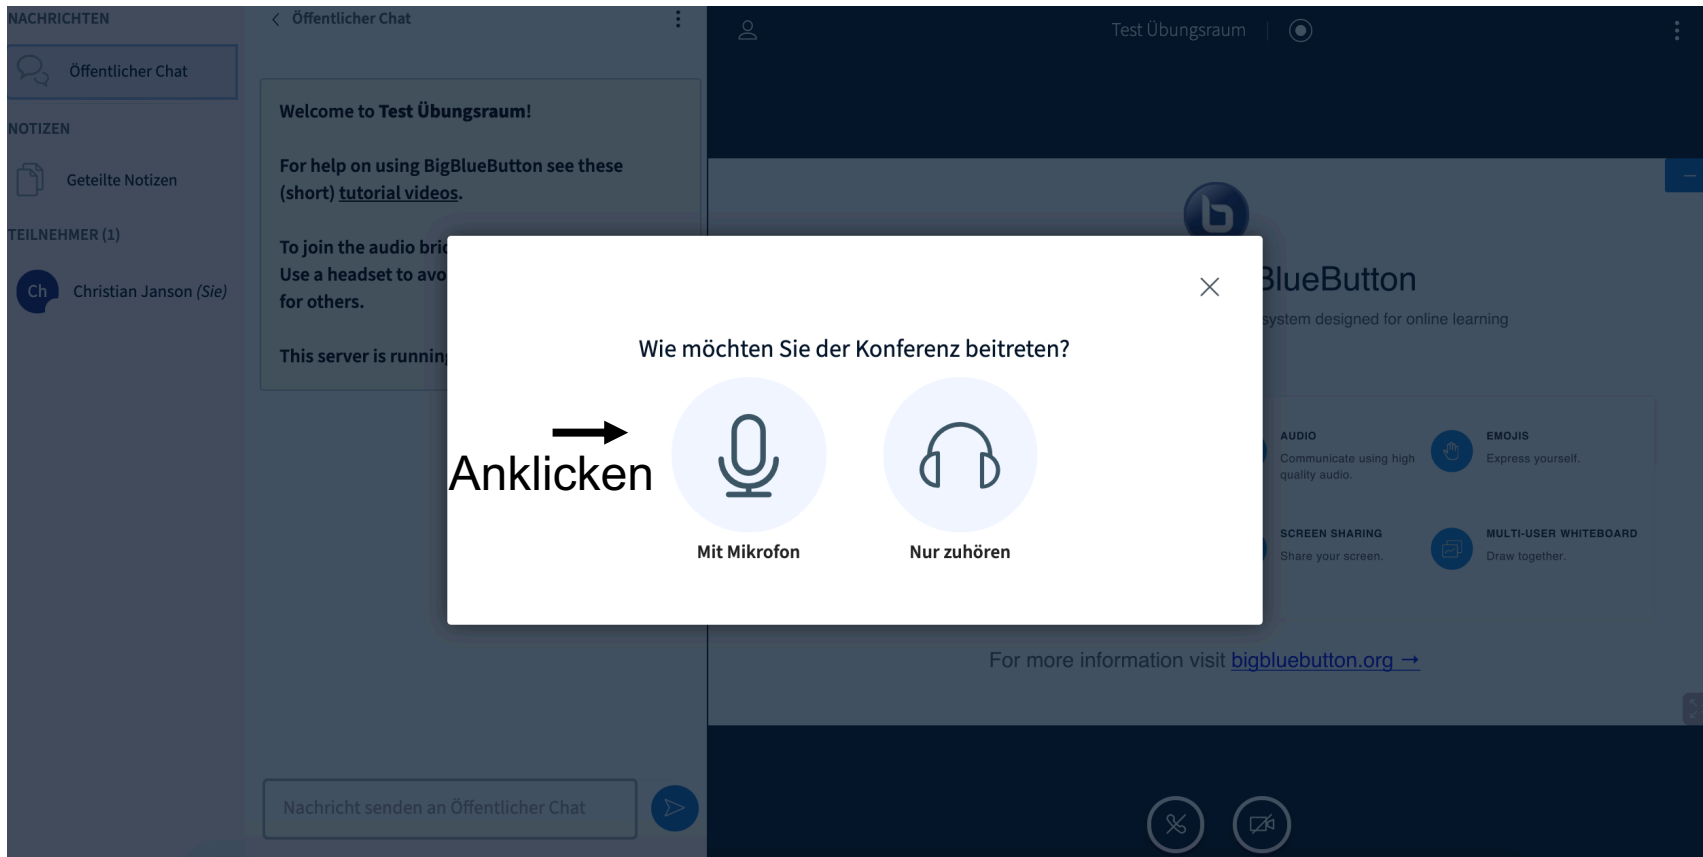 NACHRICHTEN
Öffentlicher Chat
NOTIZEN
Geteilte Notizen
TEILNEHMER (1)
Ch
Christian Janson (Sie)
Öffentlicher Chat
Welcome to Test Übungsraum!
For help on using BigBlueButton see these
(short) tutorial videos.
To join the audio
Use a headset to
for others.
This server is
Nachricht senden an Öffentlicher Chat
Test Übungsraum
b
BlueButton
system designed for online learning
AUDIO
Communicate using high
quality audio.
EMOJIS
Express yourself.
SCREEN SHARING
Share your screen.
MULTI-USER WHITEBOARD
Draw together.
For more information visit bigbluebutton.org →
Wie möchten Sie der Konferenz beitreten?
Anklicken
Mit Mikrofon
Nur zuhören